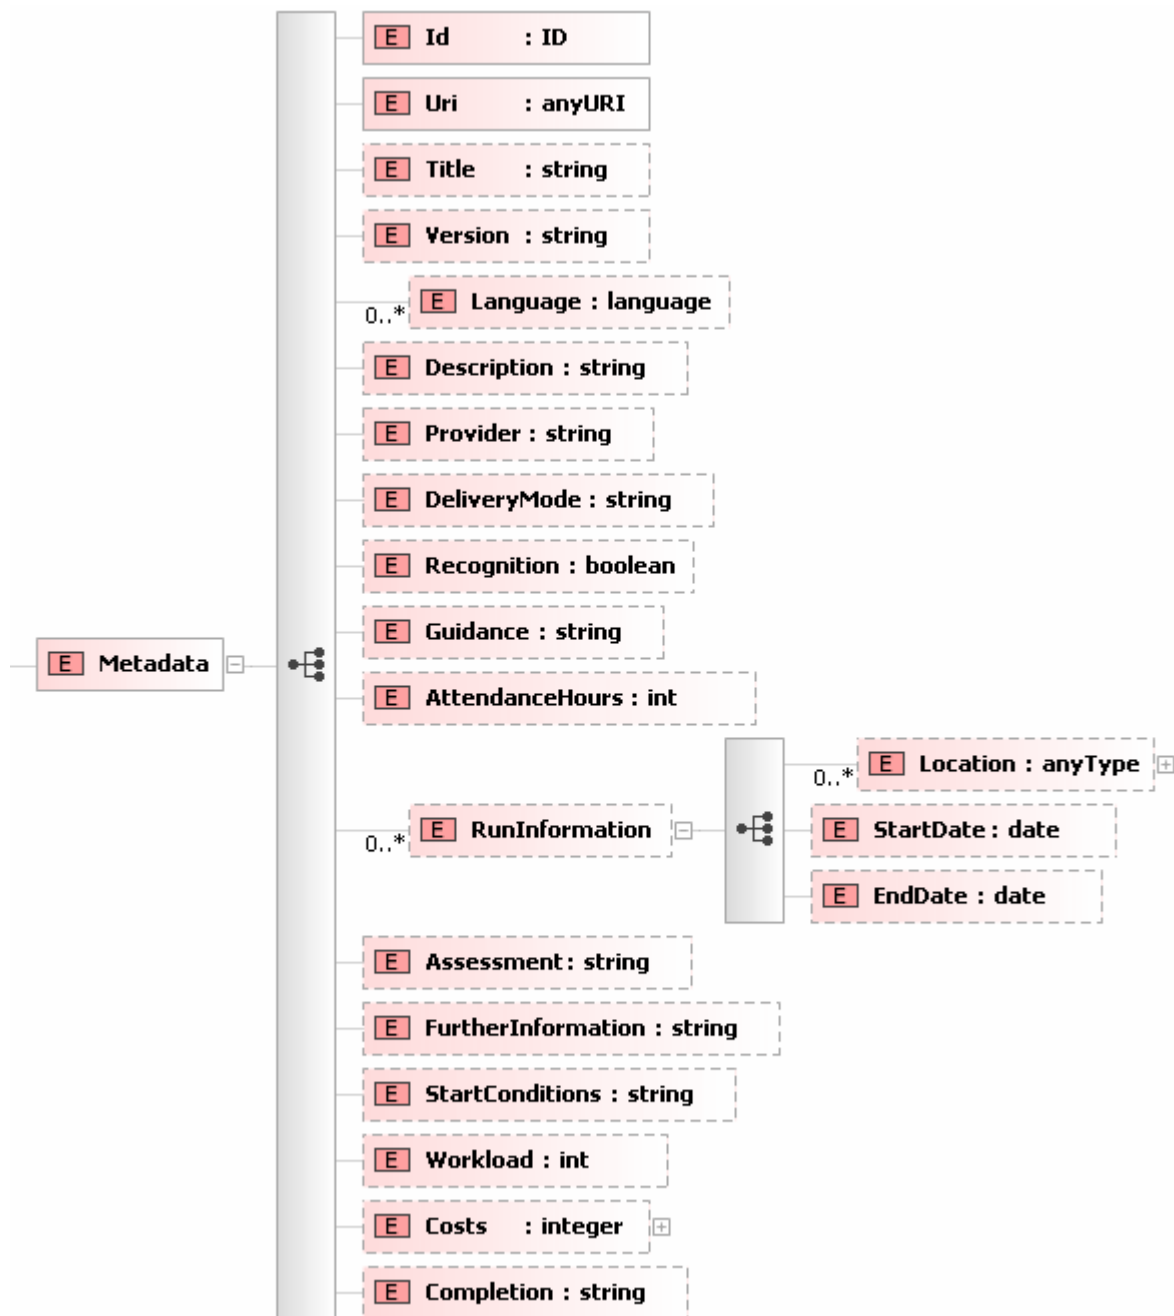 E Id : ID
E Uri : anyURI
E Title : string
E Version : string
0..* E Language : language
E Description : string
E Provider : string
E DeliveryMode : string
E Recognition : boolean
E Guidance : string
E Metadata
E AttendanceHours : int
0..* E Location : anyType
0..* E RunInformation
E StartDate : date
E EndDate : date
E Assessment : string
E FurtherInformation : string
E StartConditions : string
E Workload : int
E Costs : integer
E Completion : string